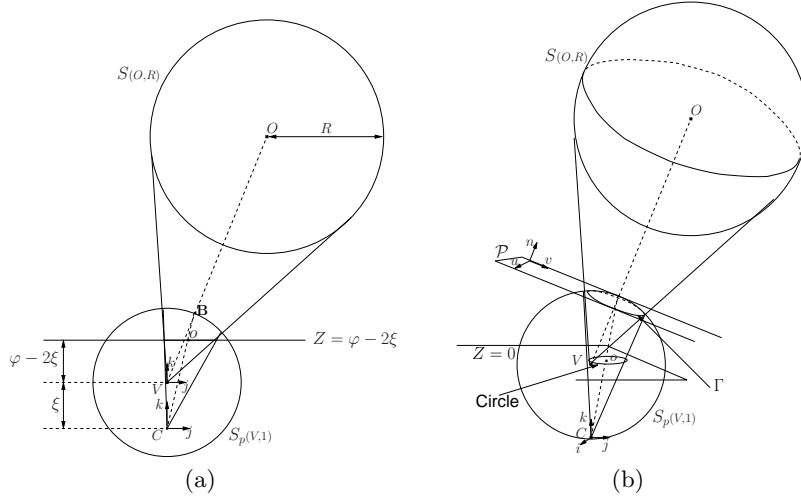 S(O,R)
O
R
B
o
Z = φ − 2ξ
φ − 2ξ
k
V
j
ξ
k
C
j
S_p(V,1)
(a)
S(O,R)
O
n
P
u
v
Z = 0
V
o
Circle
Γ
k
C
i
j
S_p(V,1)
(b)